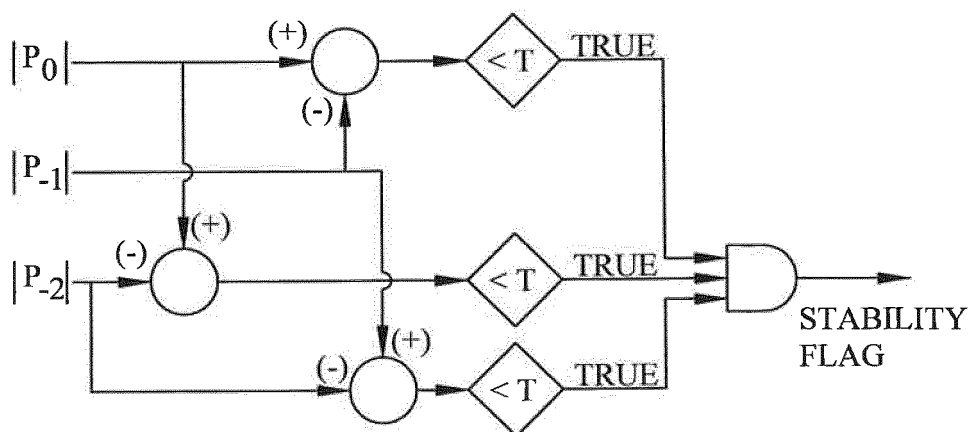 |P0| (+) < T TRUE
(-)
|P-1|
(+)
|P-2| (-) < T TRUE
STABILITY
FLAG
(+)
(-) < T TRUE